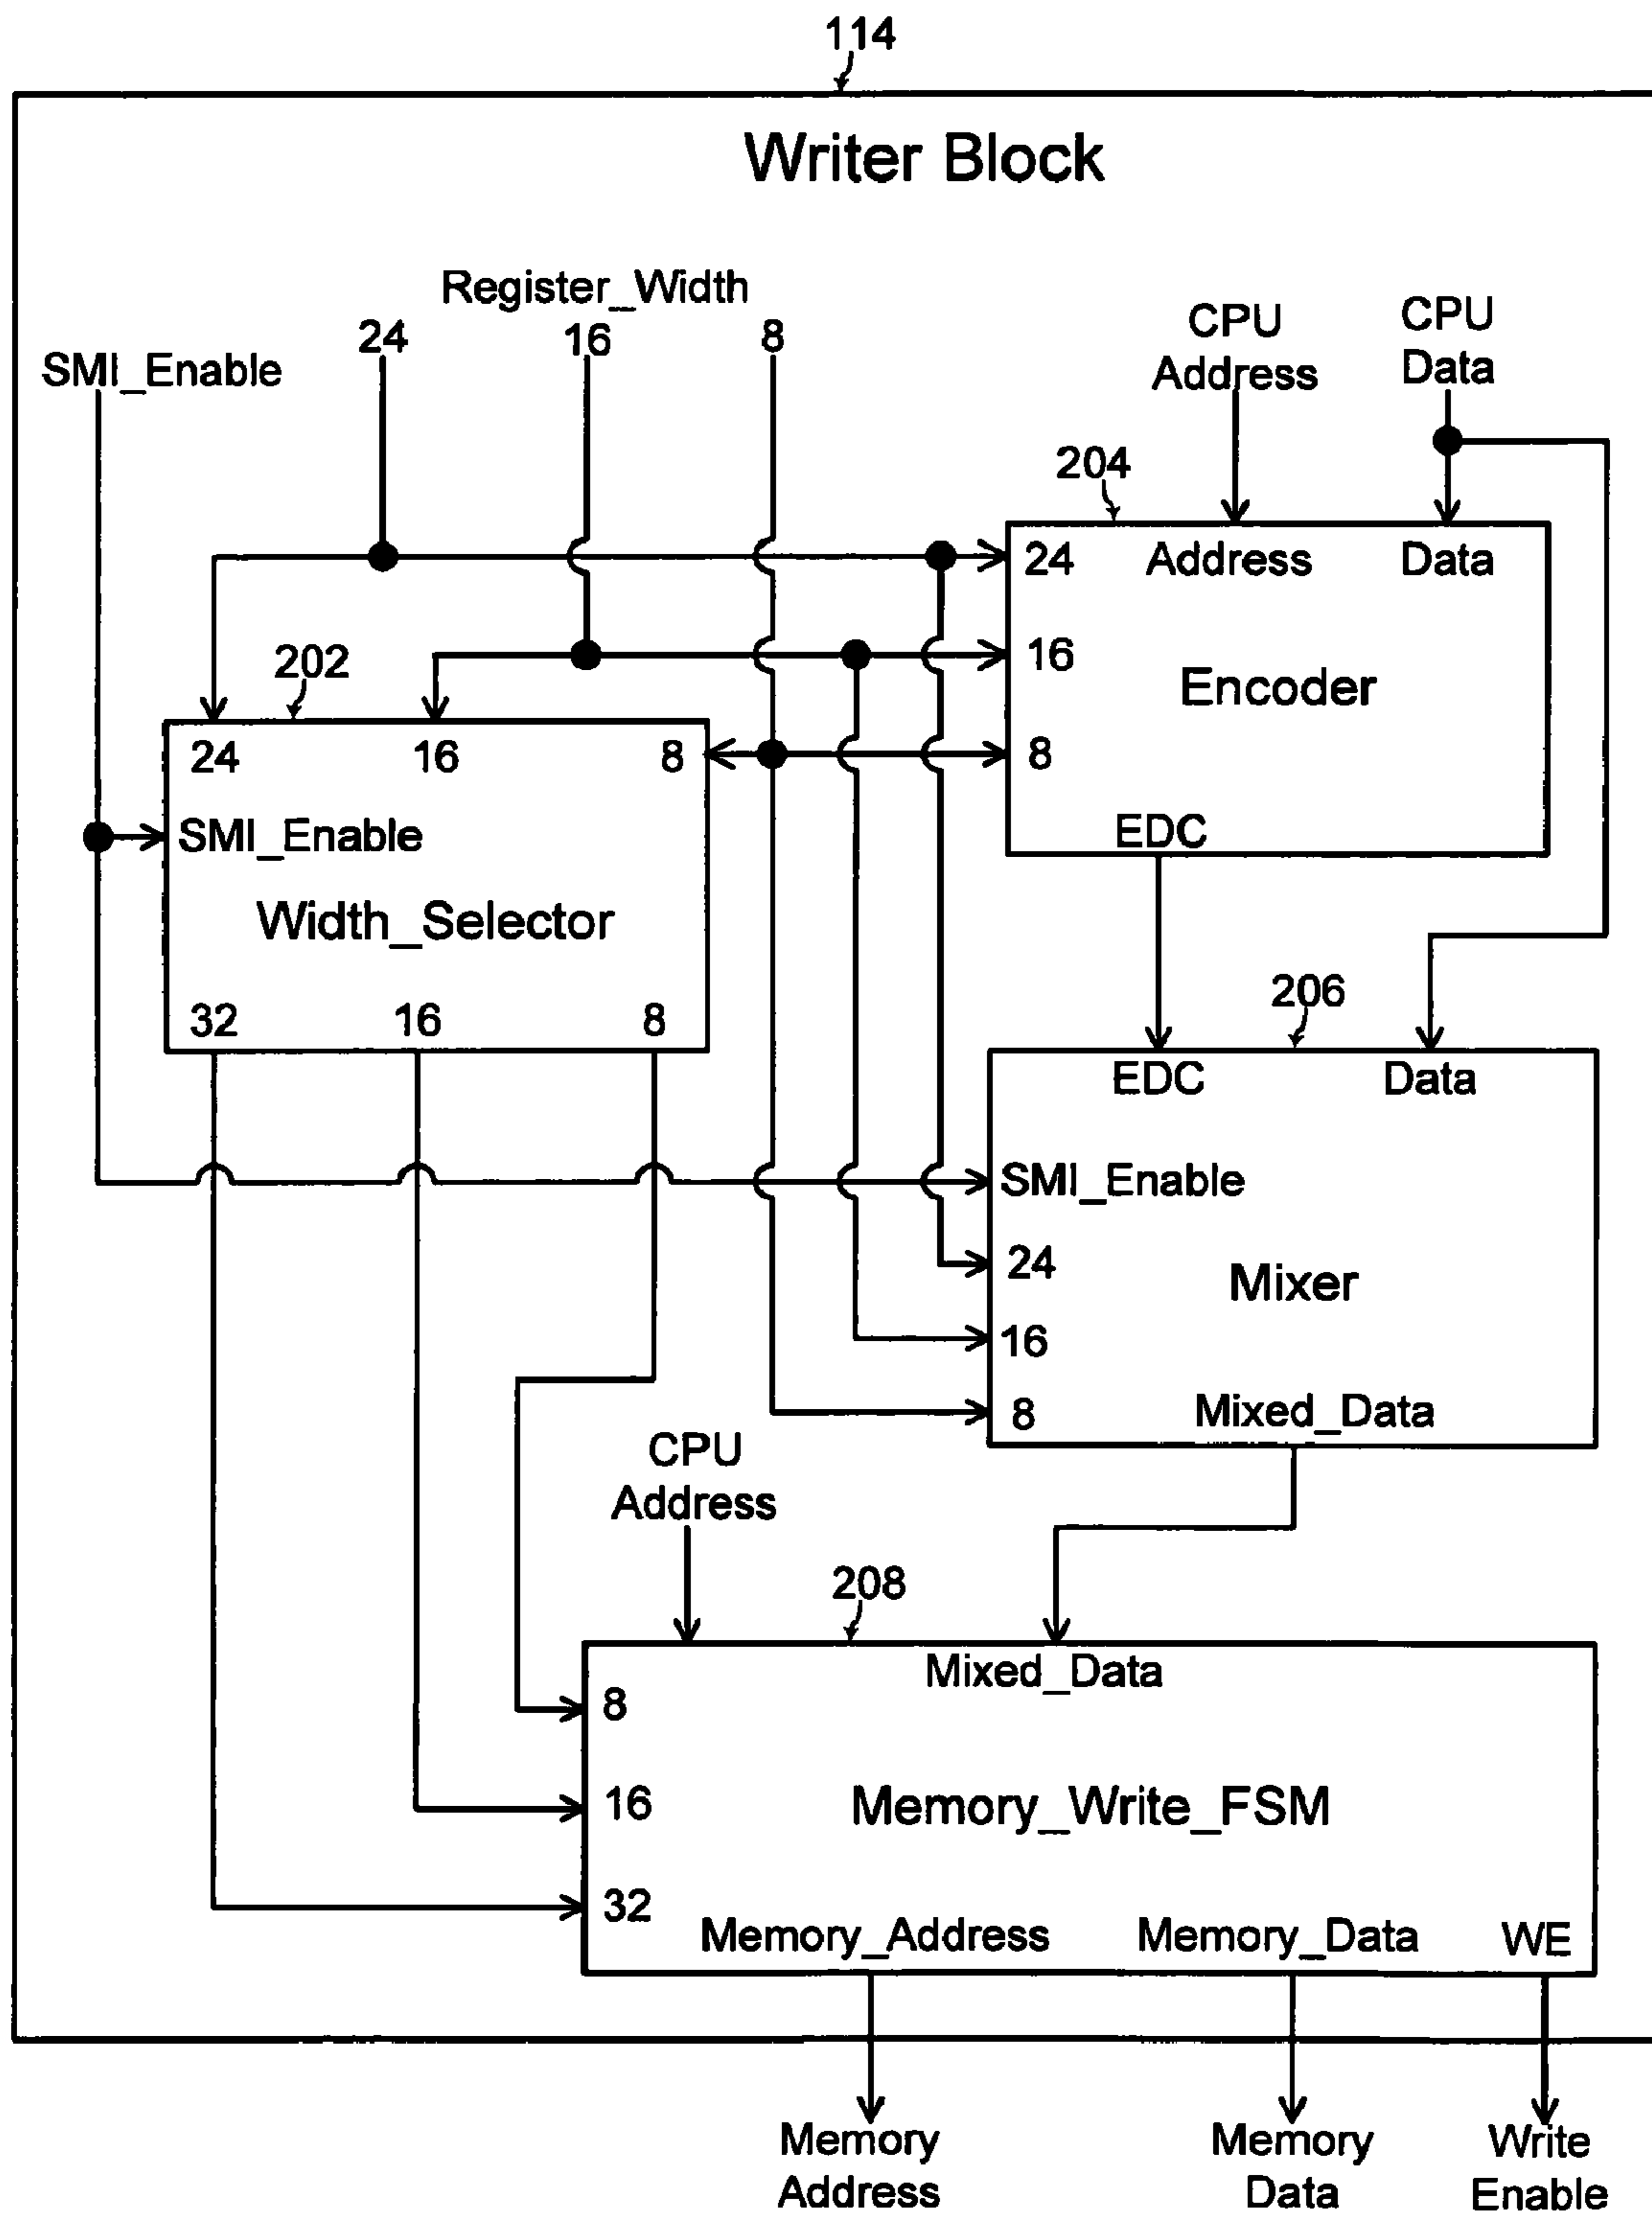 114
Writer Block
Register_Width
24
16
8
SMI_Enable
CPU
Address
CPU
Data
204
24
Address
Data
16
Encoder
8
EDC
202
24
16
8
SMI_Enable
Width_Selector
32
16
8
206
EDC
Data
SMI_Enable
24
Mixer
16
8
Mixed_Data
CPU
Address
208
Mixed_Data
8
16
Memory_Write_FSM
32
Memory_Address
Memory_Data
WE
Memory
Address
Memory
Data
Write
Enable